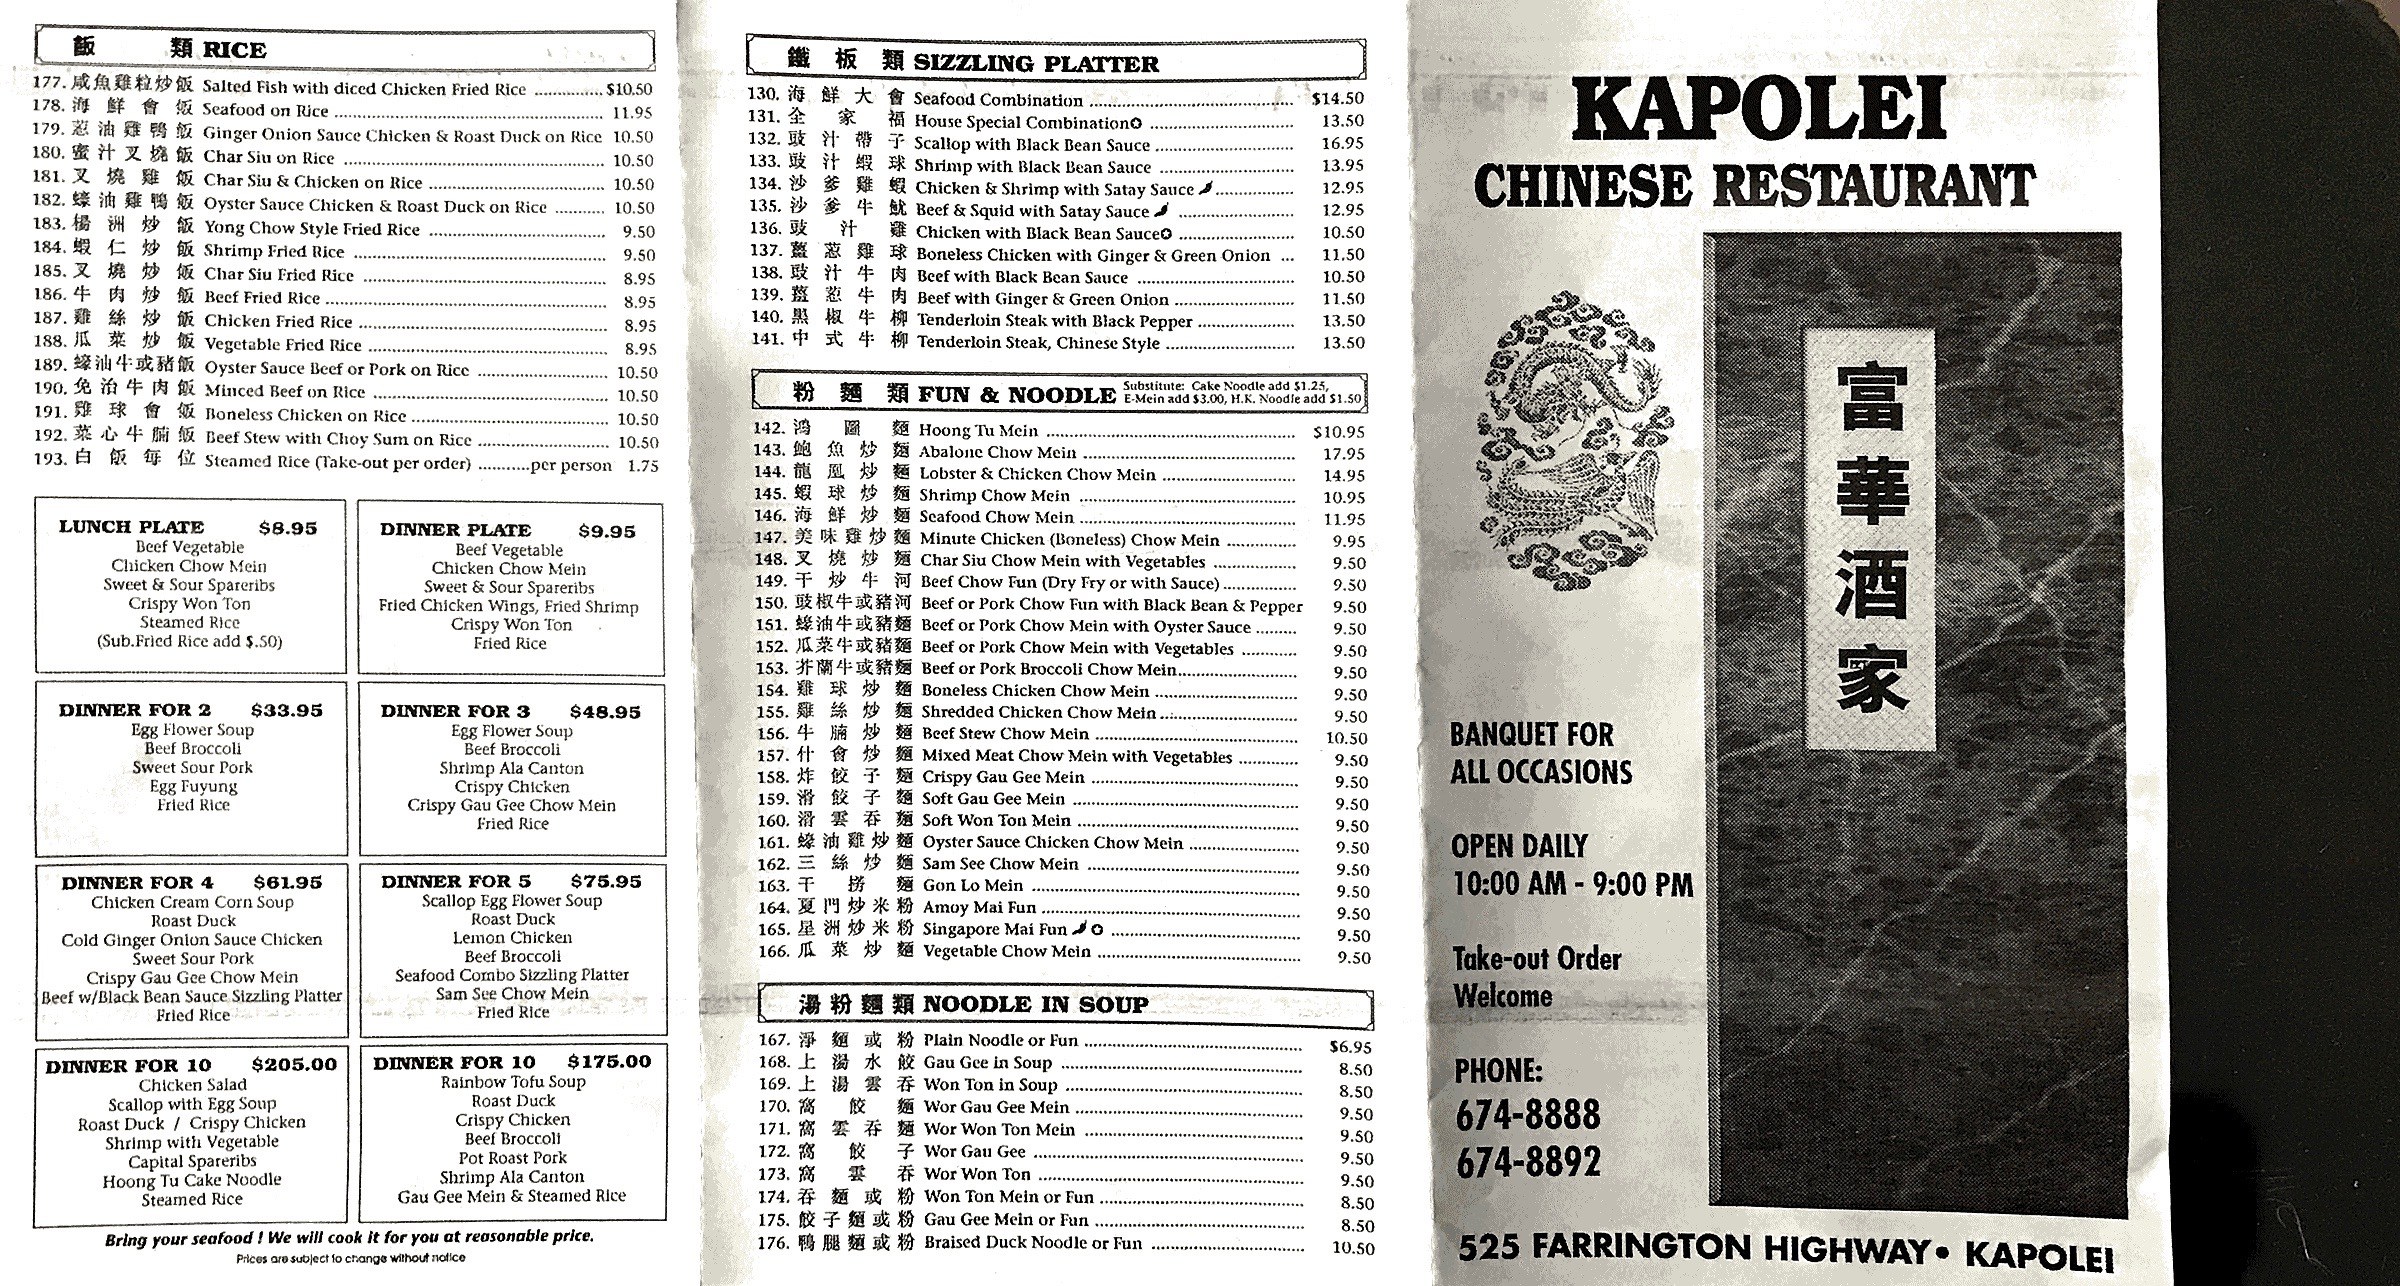 飯 類 RICE
177. 咸魚雞粒炒飯 Salted Fish with diced Chicken Fried Rice ............. $10.50
178. 海鮮會飯 Seafood on Rice ............. 11.95
179. 葱油雞鴨飯 Ginger Onion Sauce Chicken & Roast Duck on Rice 10.50
180. 蜜汁叉燒飯 Char Siu on Rice ............. 10.50
181. 叉燒雞飯 Char Siu & Chicken on Rice ............. 10.50
182. 蠔油雞鴨飯 Oyster Sauce Chicken & Roast Duck on Rice .......... 10.50
183. 楊洲炒飯 Yong Chow Style Fried Rice ............. 9.50
184. 蝦仁炒飯 Shrimp Fried Rice ............. 9.50
185. 叉燒炒飯 Char Siu Fried Rice ............. 8.95
186. 牛肉炒飯 Beef Fried Rice ............. 8.95
187. 雞絲炒飯 Chicken Fried Rice ............. 8.95
188. 瓜菜炒飯 Vegetable Fried Rice ............. 8.95
189. 蠔油牛或豬飯 Oyster Sauce Beef or Pork on Rice ............. 10.50
190. 免治牛肉飯 Minced Beef on Rice ............. 10.50
191. 雞球會飯 Boneless Chicken on Rice ............. 10.50
192. 菜心牛腩飯 Beef Stew with Choy Sum on Rice ............. 10.50
193. 白飯每位 Steamed Rice (Take-out per order) ..........per person 1.75
LUNCH PLATE $8.95
Beef Vegetable
Chicken Chow Mein
Sweet & Sour Spareribs
Crispy Won Ton
Steamed Rice
(Sub.Fried Rice add $.50)
DINNER PLATE $9.95
Beef Vegetable
Chicken Chow Mein
Sweet & Sour Spareribs
Fried Chicken Wings, Fried Shrimp
Crispy Won Ton
Fried Rice
DINNER FOR 2 $33.95
Egg Flower Soup
Beef Broccoli
Sweet Sour Pork
Egg Fuyung
Fried Rice
DINNER FOR 3 $48.95
Egg Flower Soup
Beef Broccoli
Shrimp Ala Canton
Crispy Chicken
Crispy Gau Gee Chow Mein
Fried Rice
DINNER FOR 4 $61.95
Chicken Cream Corn Soup
Roast Duck
Cold Ginger Onion Sauce Chicken
Sweet Sour Pork
Crispy Gau Gee Chow Mein
Beef w/Black Bean Sauce Sizzling Platter
Fried Rice
DINNER FOR 5 $75.95
Scallop Egg Flower Soup
Roast Duck
Lemon Chicken
Beef Broccoli
Seafood Combo Sizzling Platter
Sam See Chow Mein
Fried Rice
DINNER FOR 10 $205.00
Chicken Salad
Scallop with Egg Soup
Roast Duck / Crispy Chicken
Shrimp with Vegetable
Capital Spareribs
Hoong Tu Cake Noodle
Steamed Rice
DINNER FOR 10 $175.00
Rainbow Tofu Soup
Roast Duck
Crispy Chicken
Beef Broccoli
Pot Roast Pork
Shrimp Ala Canton
Gau Gee Mein & Steamed Rice
Bring your seafood ! We will cook it for you at reasonable price.
Prices are subject to change without notice
鐵板類 SIZZLING PLATTER
130. 海鮮大會 Seafood Combination ............. $14.50
131. 全家福 House Special Combination✪ ............. 13.50
132. 豉汁帶子 Scallop with Black Bean Sauce ............. 16.95
133. 豉汁蝦球 Shrimp with Black Bean Sauce ............. 13.95
134. 沙爹雞蝦 Chicken & Shrimp with Satay Sauce 🌶............. 12.95
135. 沙爹牛魷 Beef & Squid with Satay Sauce 🌶 ............. 12.95
136. 豉汁雞 Chicken with Black Bean Sauce✪ ............. 10.50
137. 薑葱雞球 Boneless Chicken with Ginger & Green Onion ... 11.50
138. 豉汁牛肉 Beef with Black Bean Sauce ............. 10.50
139. 薑葱牛肉 Beef with Ginger & Green Onion ............. 11.50
140. 黑椒牛柳 Tenderloin Steak with Black Pepper ............. 13.50
141. 中式牛柳 Tenderloin Steak, Chinese Style ............. 13.50
粉麵類 FUN & NOODLE Substitute: Cake Noodle add $1.25,
E-Mein add $3.00, H.K. Noodle add $1.50
142. 鴻圖麵 Hoong Tu Mein ............. $10.95
143. 鮑魚炒麵 Abalone Chow Mein ............. 17.95
144. 龍鳳炒麵 Lobster & Chicken Chow Mein ............. 14.95
145. 蝦球炒麵 Shrimp Chow Mein ............. 10.95
146. 海鮮炒麵 Seafood Chow Mein ............. 11.95
147. 美味雞炒麵 Minute Chicken (Boneless) Chow Mein ............. 9.95
148. 叉燒炒麵 Char Siu Chow Mein with Vegetables ............. 9.50
149. 干炒牛河 Beef Chow Fun (Dry Fry or with Sauce)............. 9.50
150. 豉椒牛或豬河 Beef or Pork Chow Fun with Black Bean & Pepper 9.50
151. 蠔油牛或豬麵 Beef or Pork Chow Mein with Oyster Sauce ......... 9.50
152. 瓜菜牛或豬麵 Beef or Pork Chow Mein with Vegetables ............ 9.50
153. 芥蘭牛或豬麵 Beef or Pork Broccoli Chow Mein............. 9.50
154. 雞球炒麵 Boneless Chicken Chow Mein ............. 9.50
155. 雞絲炒麵 Shredded Chicken Chow Mein............. 9.50
156. 牛腩炒麵 Beef Stew Chow Mein ............. 10.50
157. 什會炒麵 Mixed Meat Chow Mein with Vegetables ............. 9.50
158. 炸餃子麵 Crispy Gau Gee Mein ............. 9.50
159. 滑餃子麵 Soft Gau Gee Mein ............. 9.50
160. 滑雲吞麵 Soft Won Ton Mein ............. 9.50
161. 蠔油雞炒麵 Oyster Sauce Chicken Chow Mein ............. 9.50
162. 三絲炒麵 Sam See Chow Mein ............. 9.50
163. 干撈麵 Gon Lo Mein ............. 9.50
164. 夏門炒米粉 Amoy Mai Fun ............. 9.50
165. 星洲炒米粉 Singapore Mai Fun 🌶✪ ............. 9.50
166. 瓜菜炒麵 Vegetable Chow Mein ............. 9.50
湯粉麵類 NOODLE IN SOUP
167. 淨麵或粉 Plain Noodle or Fun ............. $6.95
168. 上湯水餃 Gau Gee in Soup ............. 8.50
169. 上湯雲吞 Won Ton in Soup ............. 8.50
170. 窩餃麵 Wor Gau Gee Mein ............. 9.50
171. 窩雲吞麵 Wor Won Ton Mein ............. 9.50
172. 窩餃子 Wor Gau Gee ............. 9.50
173. 窩雲吞 Wor Won Ton ............. 9.50
174. 吞麵或粉 Won Ton Mein or Fun ............. 8.50
175. 餃子麵或粉 Gau Gee Mein or Fun ............. 8.50
176. 鴨腿麵或粉 Braised Duck Noodle or Fun ............. 10.50
KAPOLEI
CHINESE RESTAURANT
富華酒家
BANQUET FOR
ALL OCCASIONS
OPEN DAILY
10:00 AM - 9:00 PM
Take-out Order
Welcome
PHONE:
674-8888
674-8892
525 FARRINGTON HIGHWAY• KAPOLEI